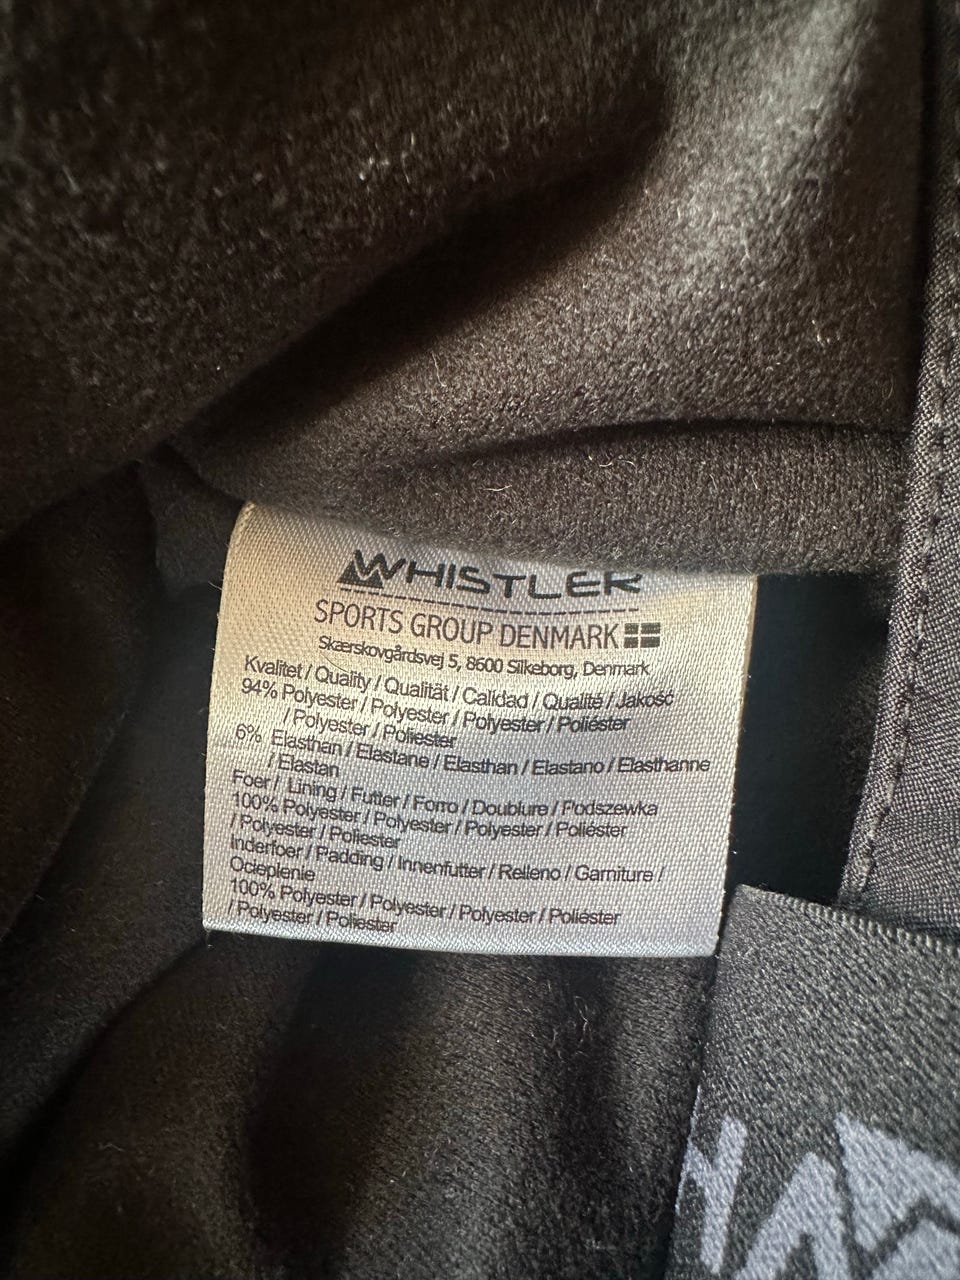 WHISTLER
SPORTS GROUP DENMARK
Skærskovgårdsvej 5, 8600 Silkeborg, Denmark
Kvalitet / Quality / Qualität / Calidad / Qualité / Jakość
94% Polyester / Polyester / Polyester / Poliéster
/ Polyester / Poliester
6% Elasthan / Elastane / Elasthan / Elastano / Elasthanne
/ Elastan
Foer / Lining / Futter / Forro / Doublure / Podszewka
100% Polyester / Polyester / Polyester / Poliéster
/ Polyester / Poliester
Inderfoer / Padding / Innenfutter / Relleno / Garniture /
Ocieplenie
100% Polyester / Polyester / Polyester / Poliéster
/ Polyester / Poliester